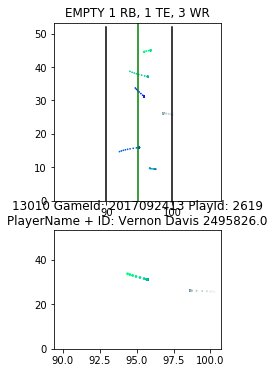 EMPTY 1 RB, 1 TE, 3 WR
50
40
30
20
10
0
90
100
13010 GameId: 2017092413 PlayId: 2619
PlayerName + ID: Vernon Davis 2495826.0
40
20
0
90.0 92.5 95.0 97.5 100.0